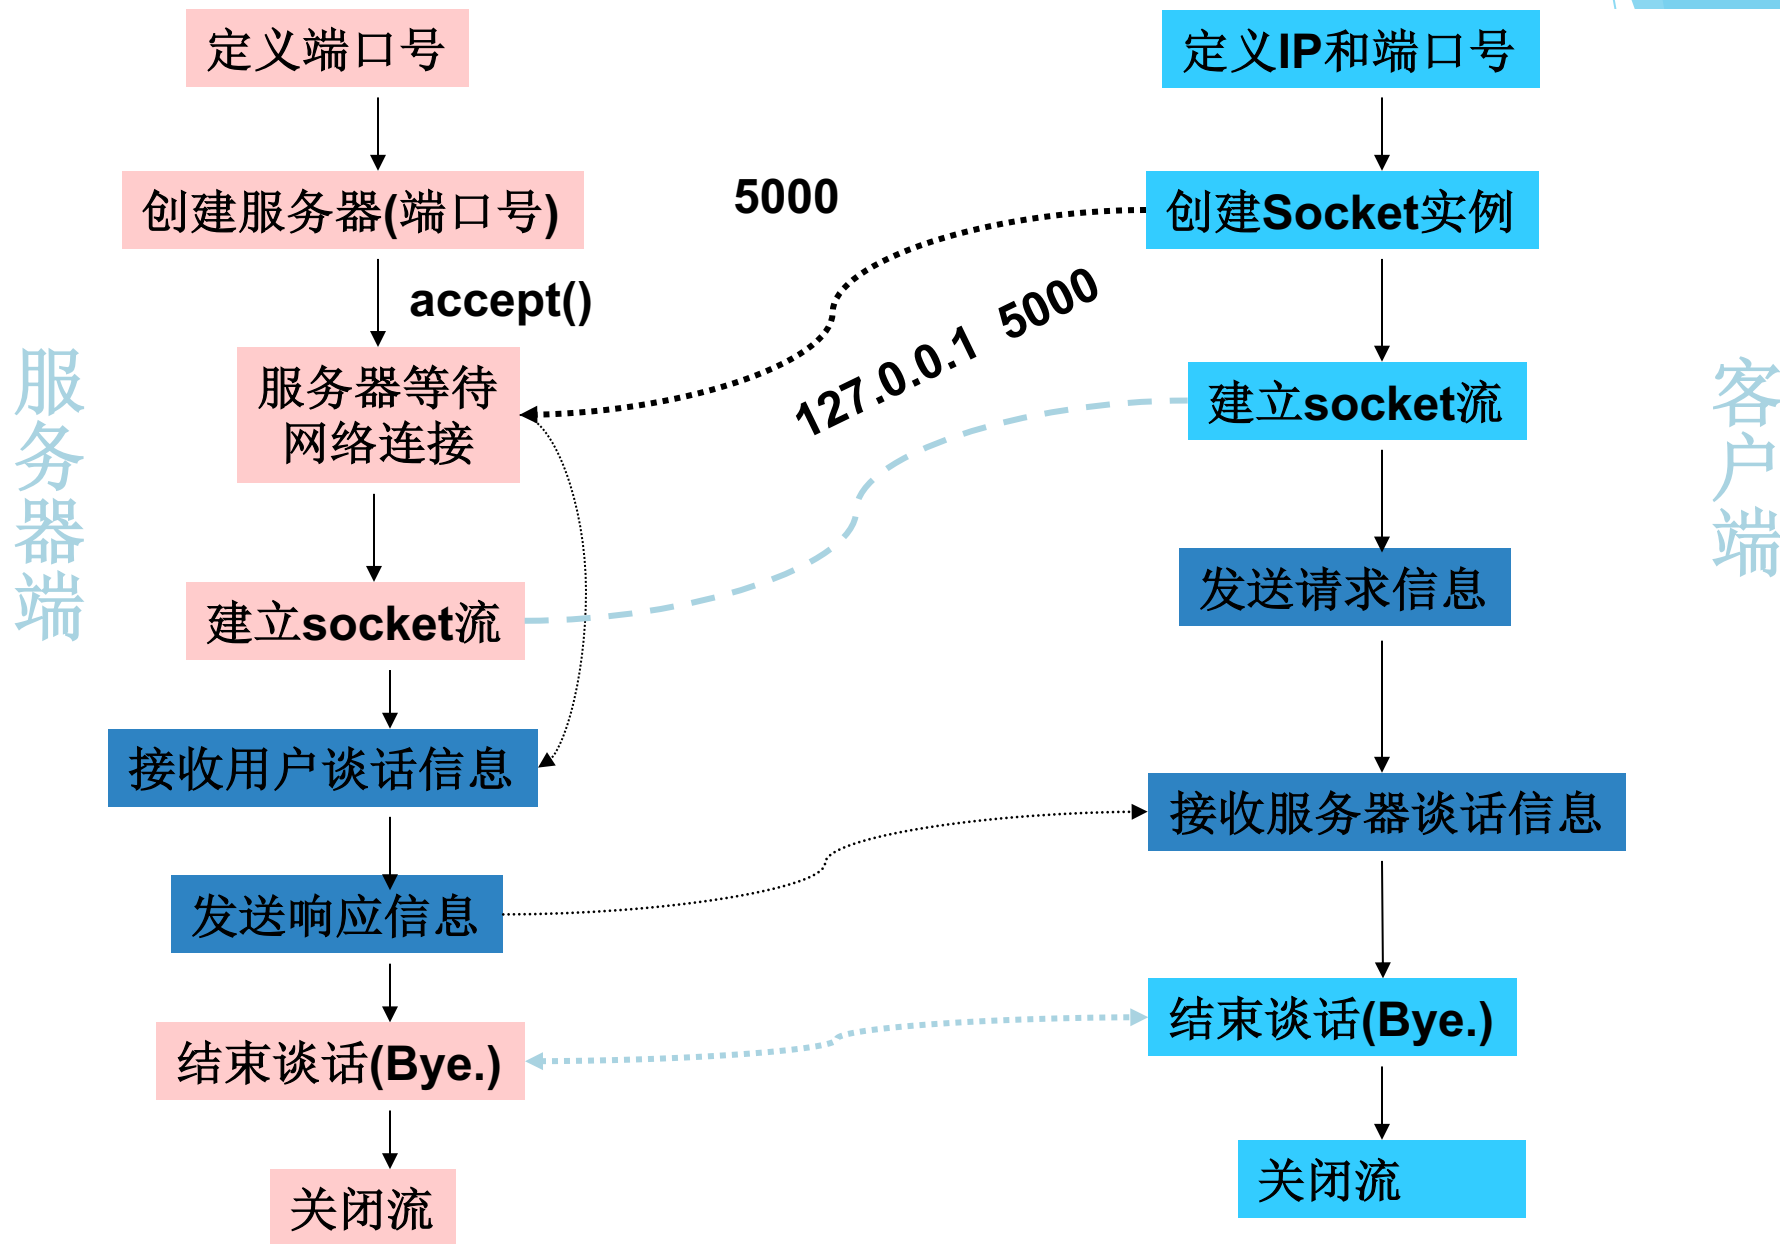 定义端口号
创建服务器(端口号)
accept()
服务器等待
网络连接
建立socket流
接收用户谈话信息
发送响应信息
结束谈话(Bye.)
关闭流
服务器端
5000
127.0.0.1 5000
定义IP和端口号
创建Socket实例
建立socket流
发送请求信息
接收服务器谈话信息
结束谈话(Bye.)
关闭流
客户端